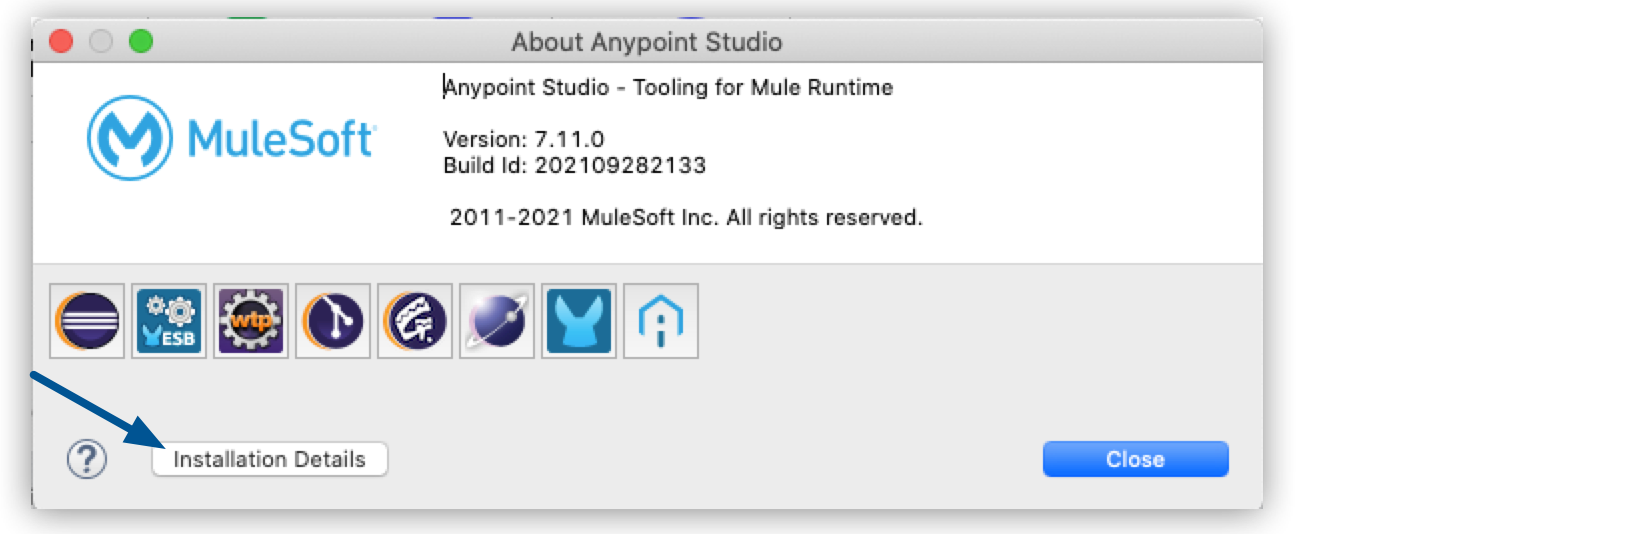 About Anypoint Studio
MuleSoft
Anypoint Studio - Tooling for Mule Runtime
Version: 7.11.0
Build Id: 202109282133
2011-2021 MuleSoft Inc. All rights reserved.
ESB
wtp
?
Installation Details
Close